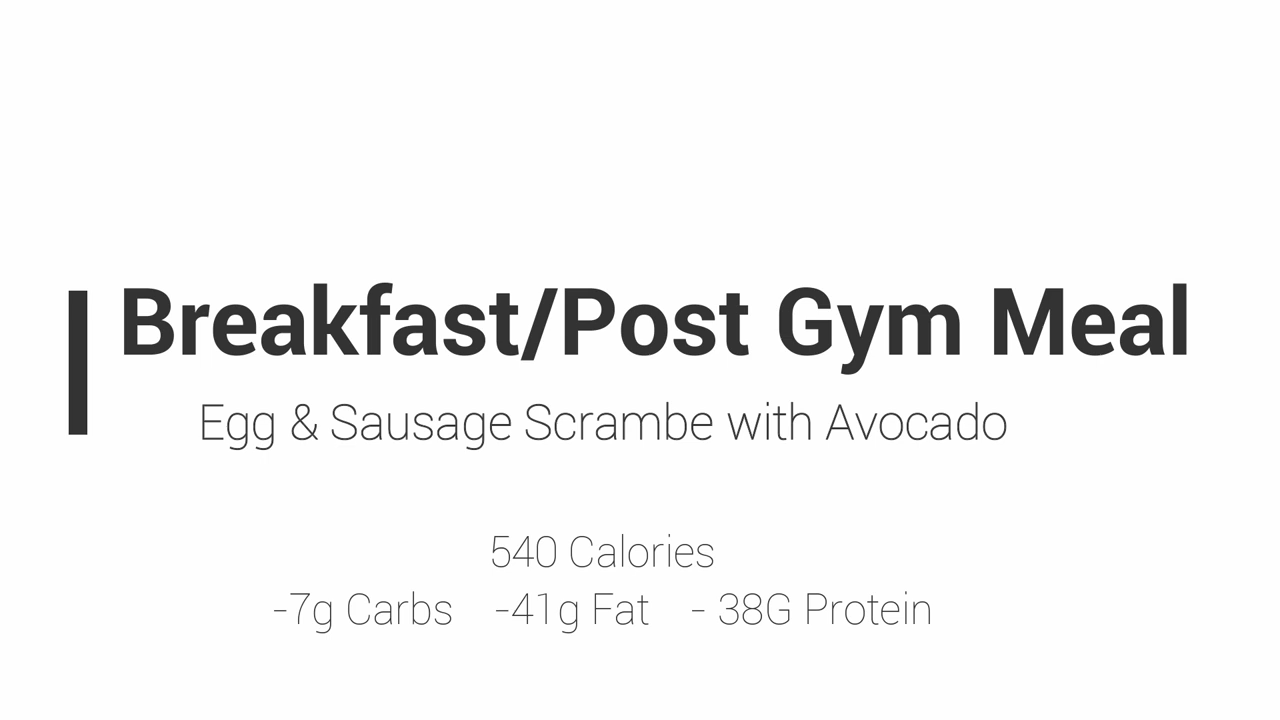 Breakfast/Post Gym Meal
Egg & Sausage Scrambe with Avocado
540 Calories
-7g Carbs -41g Fat - 38G Protein